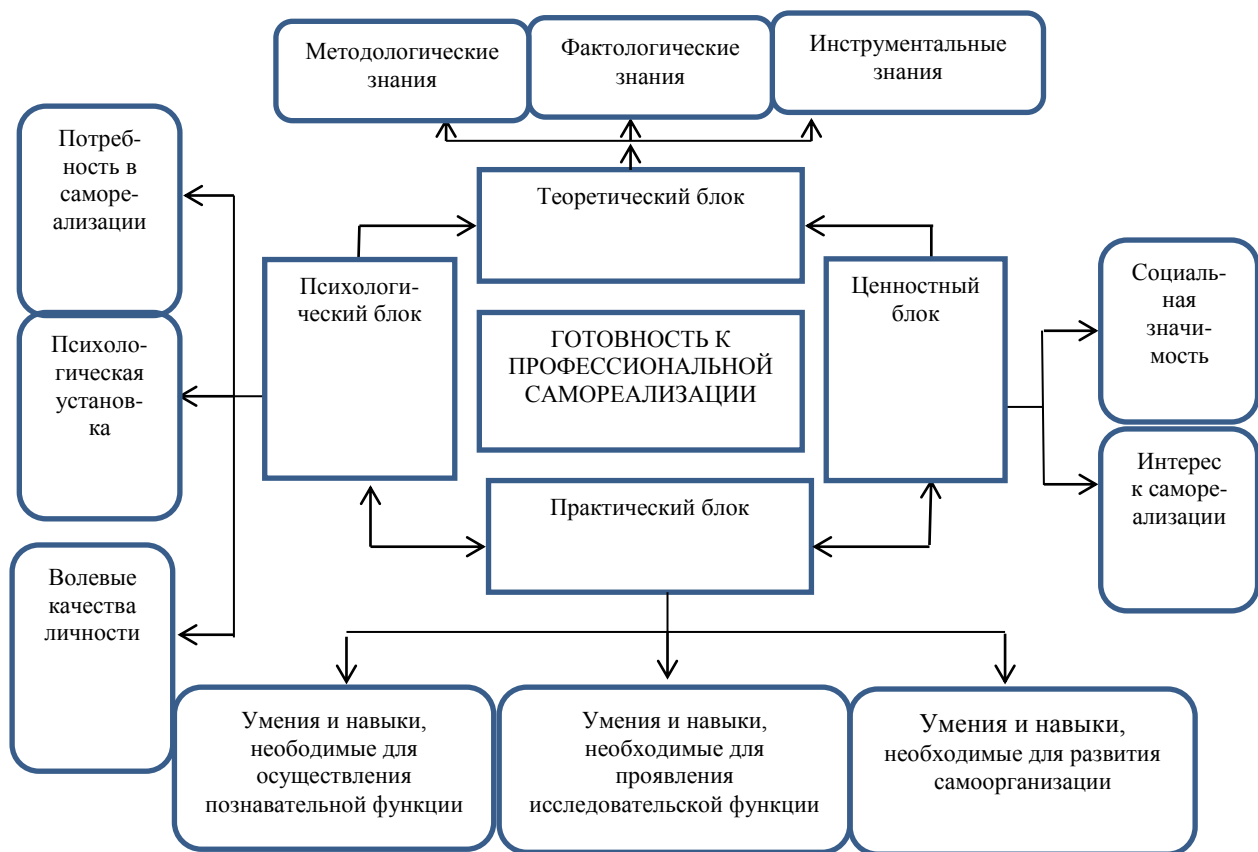 Методологические
знания
Фактологические
знания
Инструментальные
знания
Потреб-
ность в
саморе-
ализации
Теоретический блок
Психологи-
ческий блок
Ценностный
блок
Социаль-
ная
значи-
мость
Психоло-
гическая
установ-
ка
ГОТОВНОСТЬ К
ПРОФЕССИОНАЛЬНОЙ
САМОРЕАЛИЗАЦИИ
Интерес
к саморе-
ализации
Практический блок
Волевые
качества
личности
Умения и навыки,
неободимые для
осуществления
познавательной функции
Умения и навыки,
необходимые для
проявления
исследовательской функции
Умения и навыки,
необходимые для развития
самоорганизации